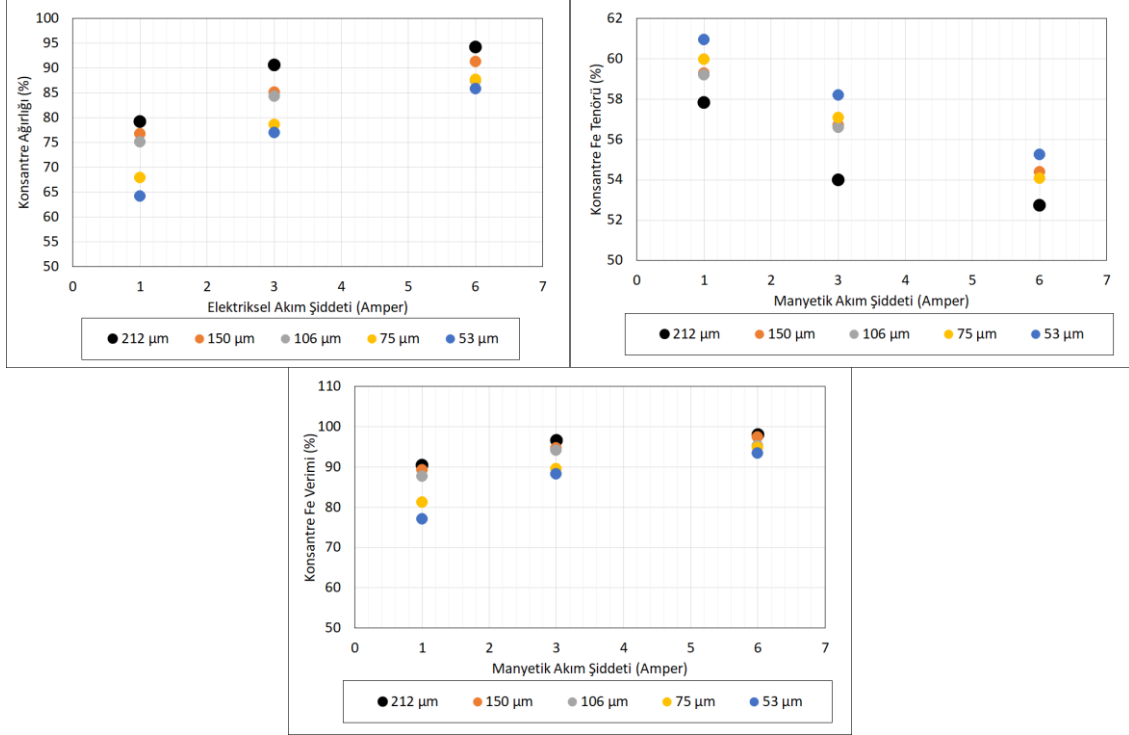 Konsantre Ağırlığı (%)
100
95
90
85
80
75
70
65
60
55
50
0 1 2 3 4 5 6 7
Elektriksel Akım Şiddeti (Amper)
212 µm 150 µm 106 µm 75 µm 53 µm
Konsantre Fe Tenörü (%)
62
60
58
56
54
52
50
0 1 2 3 4 5 6 7
Manyetik Akım Şiddeti (Amper)
212 µm 150 µm 106 µm 75 µm 53 µm
Konsantre Fe Verimi (%)
110
100
90
80
70
60
50
0 1 2 3 4 5 6 7
Manyetik Akım Şiddeti (Amper)
212 µm 150 µm 106 µm 75 µm 53 µm